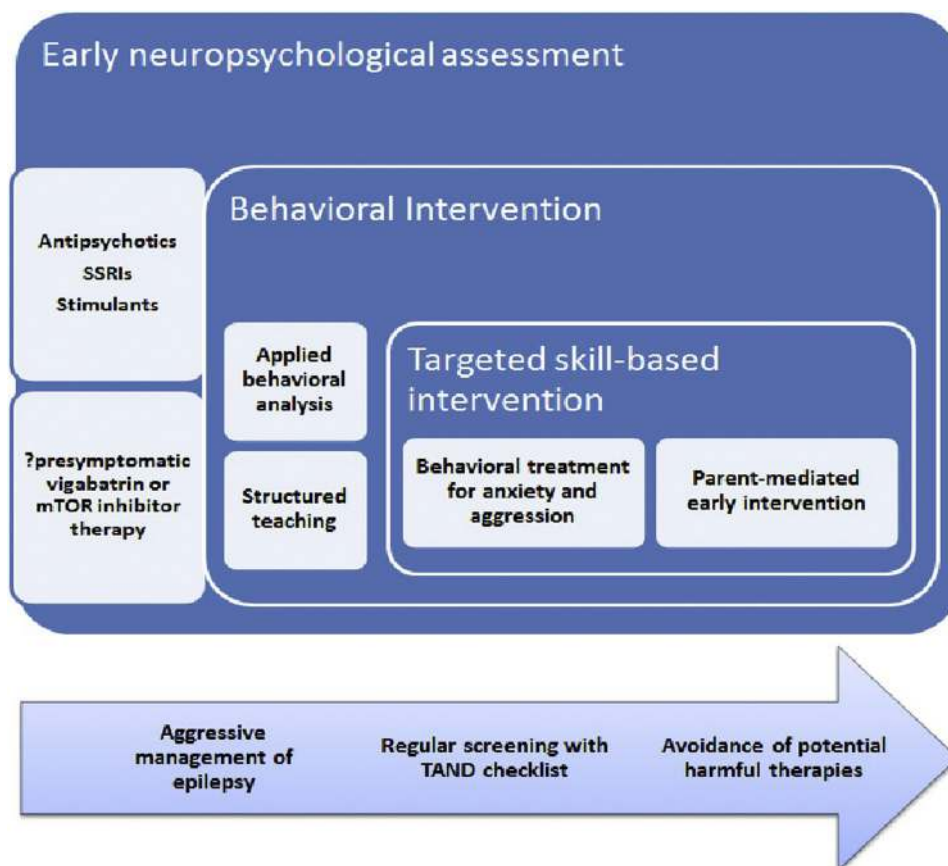 Early neuropsychological assessment
Antipsychotics
SSRIs
Stimulants
?presymptomatic
vigabatrin or
mTOR inhibitor
therapy
Behavioral Intervention
Applied
behavioral
analysis
Structured
teaching
Targeted skill-based
intervention
Behavioral treatment
for anxiety and
aggression
Parent-mediated
early intervention
Aggressive
management of
epilepsy
Regular screening with
TAND checklist
Avoidance of potential
harmful therapies